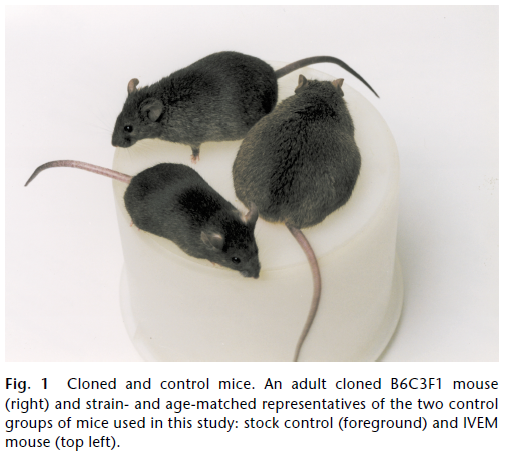 Fig. 1 Cloned and control mice. An adult cloned B6C3F1 mouse
(right) and strain- and age-matched representatives of the two control
groups of mice used in this study: stock control (foreground) and IVEM
mouse (top left).